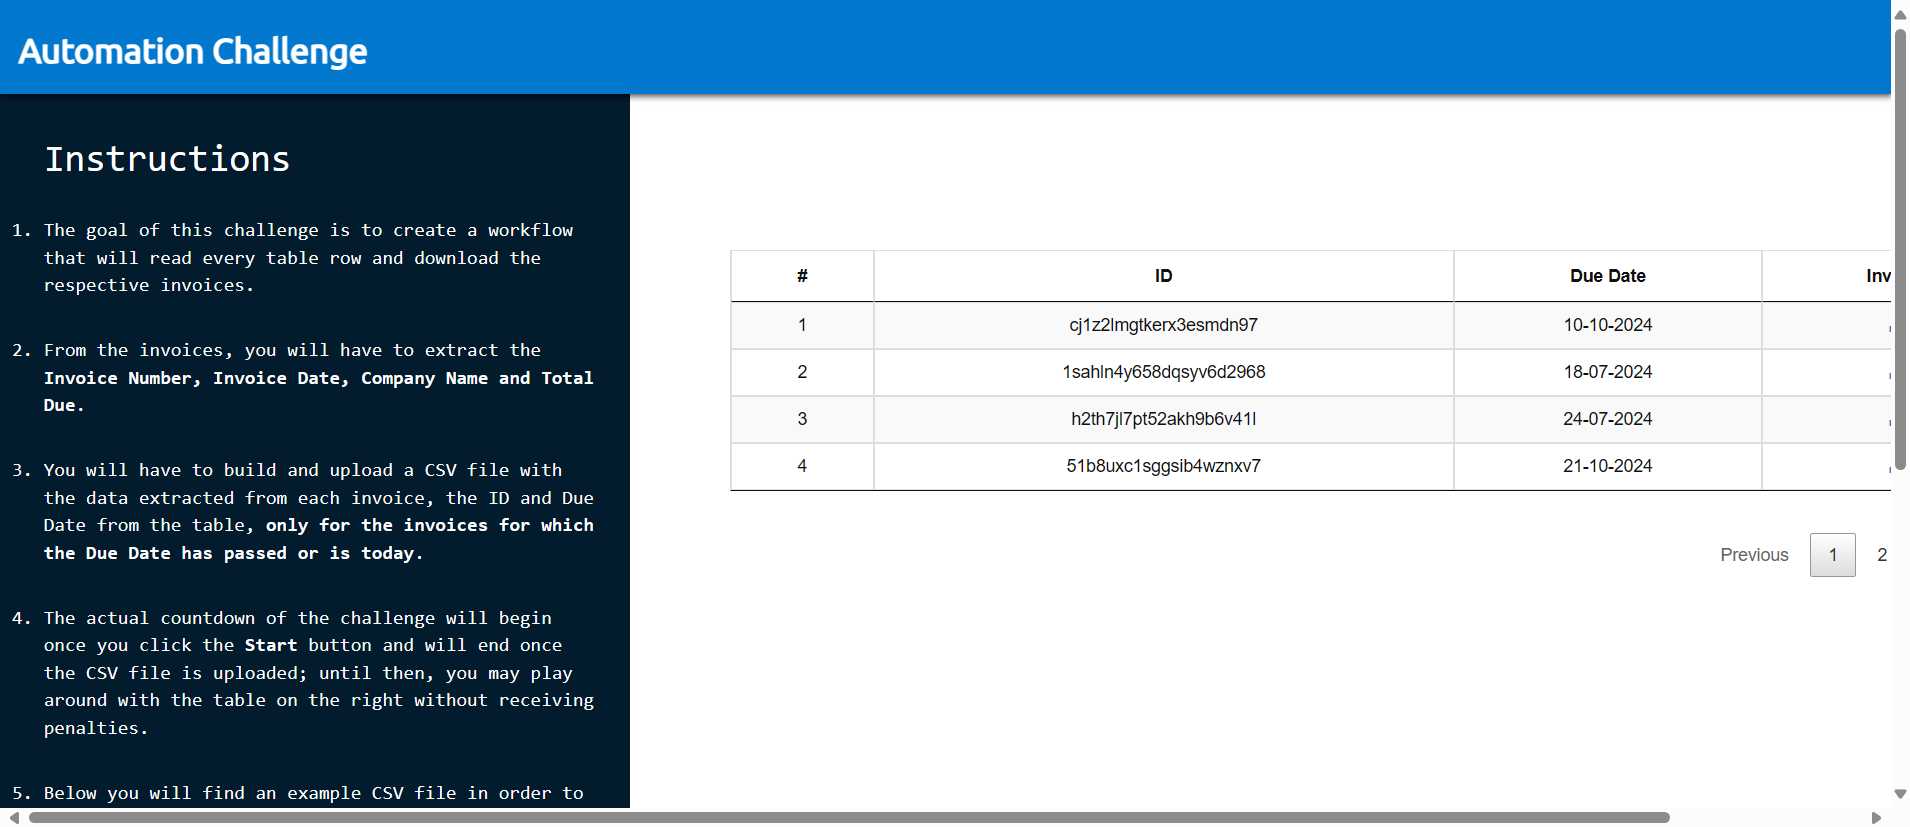 Automation Challenge
Instructions
1. The goal of this challenge is to create a workflow
that will read every table row and download the
respective invoices.
2. From the invoices, you will have to extract the
Invoice Number, Invoice Date, Company Name and Total
Due.
3. You will have to build and upload a CSV file with
the data extracted from each invoice, the ID and Due
Date from the table, only for the invoices for which
the Due Date has passed or is today.
4. The actual countdown of the challenge will begin
once you click the Start button and will end once
the CSV file is uploaded; until then, you may play
around with the table on the right without receiving
penalties.
5. Below you will find an example CSV file in order to
# ID Due Date Inv
1 cj1z2lmgtkerx3esmdn97 10-10-2024
2 1sahln4y658dqsyv6d2968 18-07-2024
3 h2th7jl7pt52akh9b6v41l 24-07-2024
4 51b8uxc1sggsib4wznxv7 21-10-2024
Previous 1 2